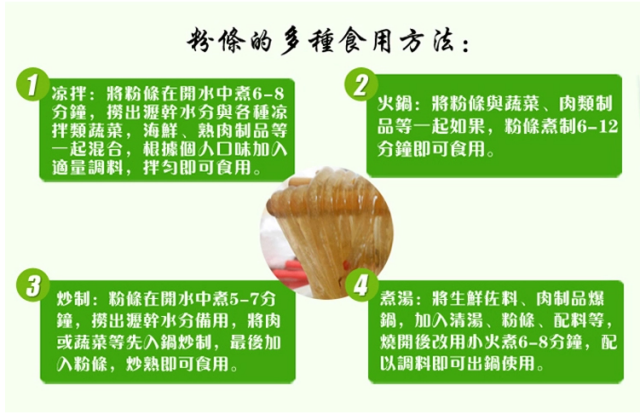 粉條的多種食用方法：
1
凉拌：將粉條在開水中煮6-8
分鐘，撈出瀝幹水分與各種凉
拌類蔬菜，海鮮、熟肉制品等
一起混合，根據個人口味加入
適量調料，拌匀即可食用。
2
火鍋：將粉條與蔬菜、肉類制
品等一起如果，粉條煮制6-12
分鐘即可食用。
3
炒制：粉條在開水中煮5-7分
鐘，撈出瀝幹水分備用，將肉
或蔬菜等先入鍋炒制，最後加
入粉條，炒熟即可食用。
4
煮湯：將生鮮佐料、肉制品爆
鍋，加入清湯、粉條、配料等，
燒開後改用小火煮6-8分鐘，配
以調料即可出鍋使用。